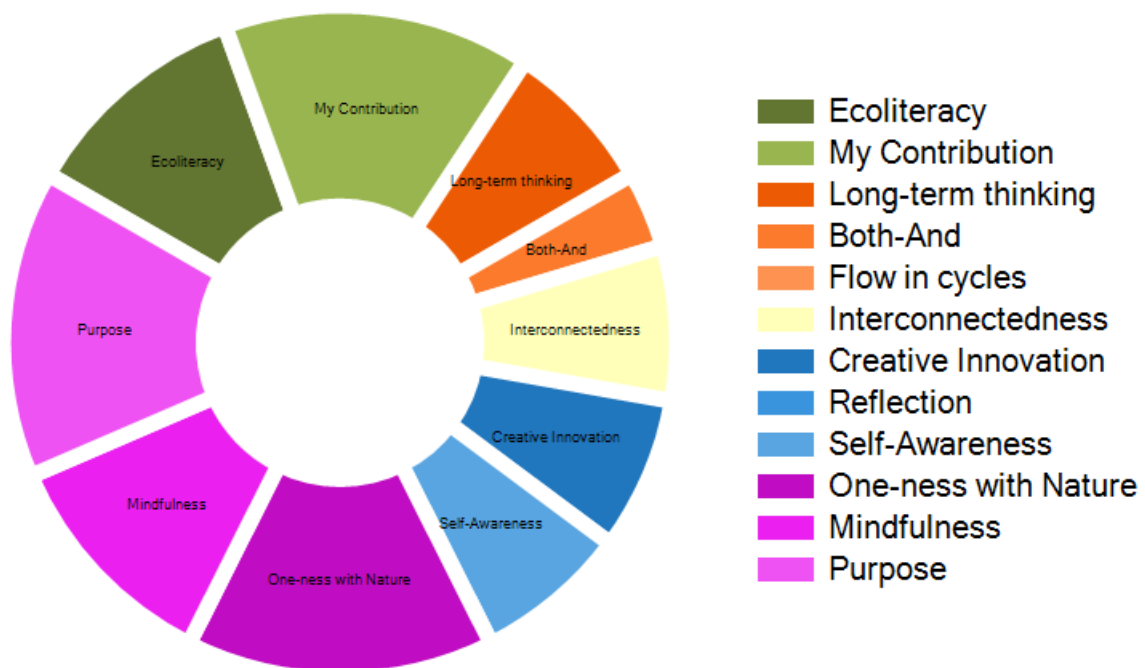 My Contribution
Ecoliteracy
Long-term thinking
Both-And
Purpose
Interconnectedness
Creative Innovation
Mindfulness
Self-Awareness
One-ness with Nature
Ecoliteracy
My Contribution
Long-term thinking
Both-And
Flow in cycles
Interconnectedness
Creative Innovation
Reflection
Self-Awareness
One-ness with Nature
Mindfulness
Purpose